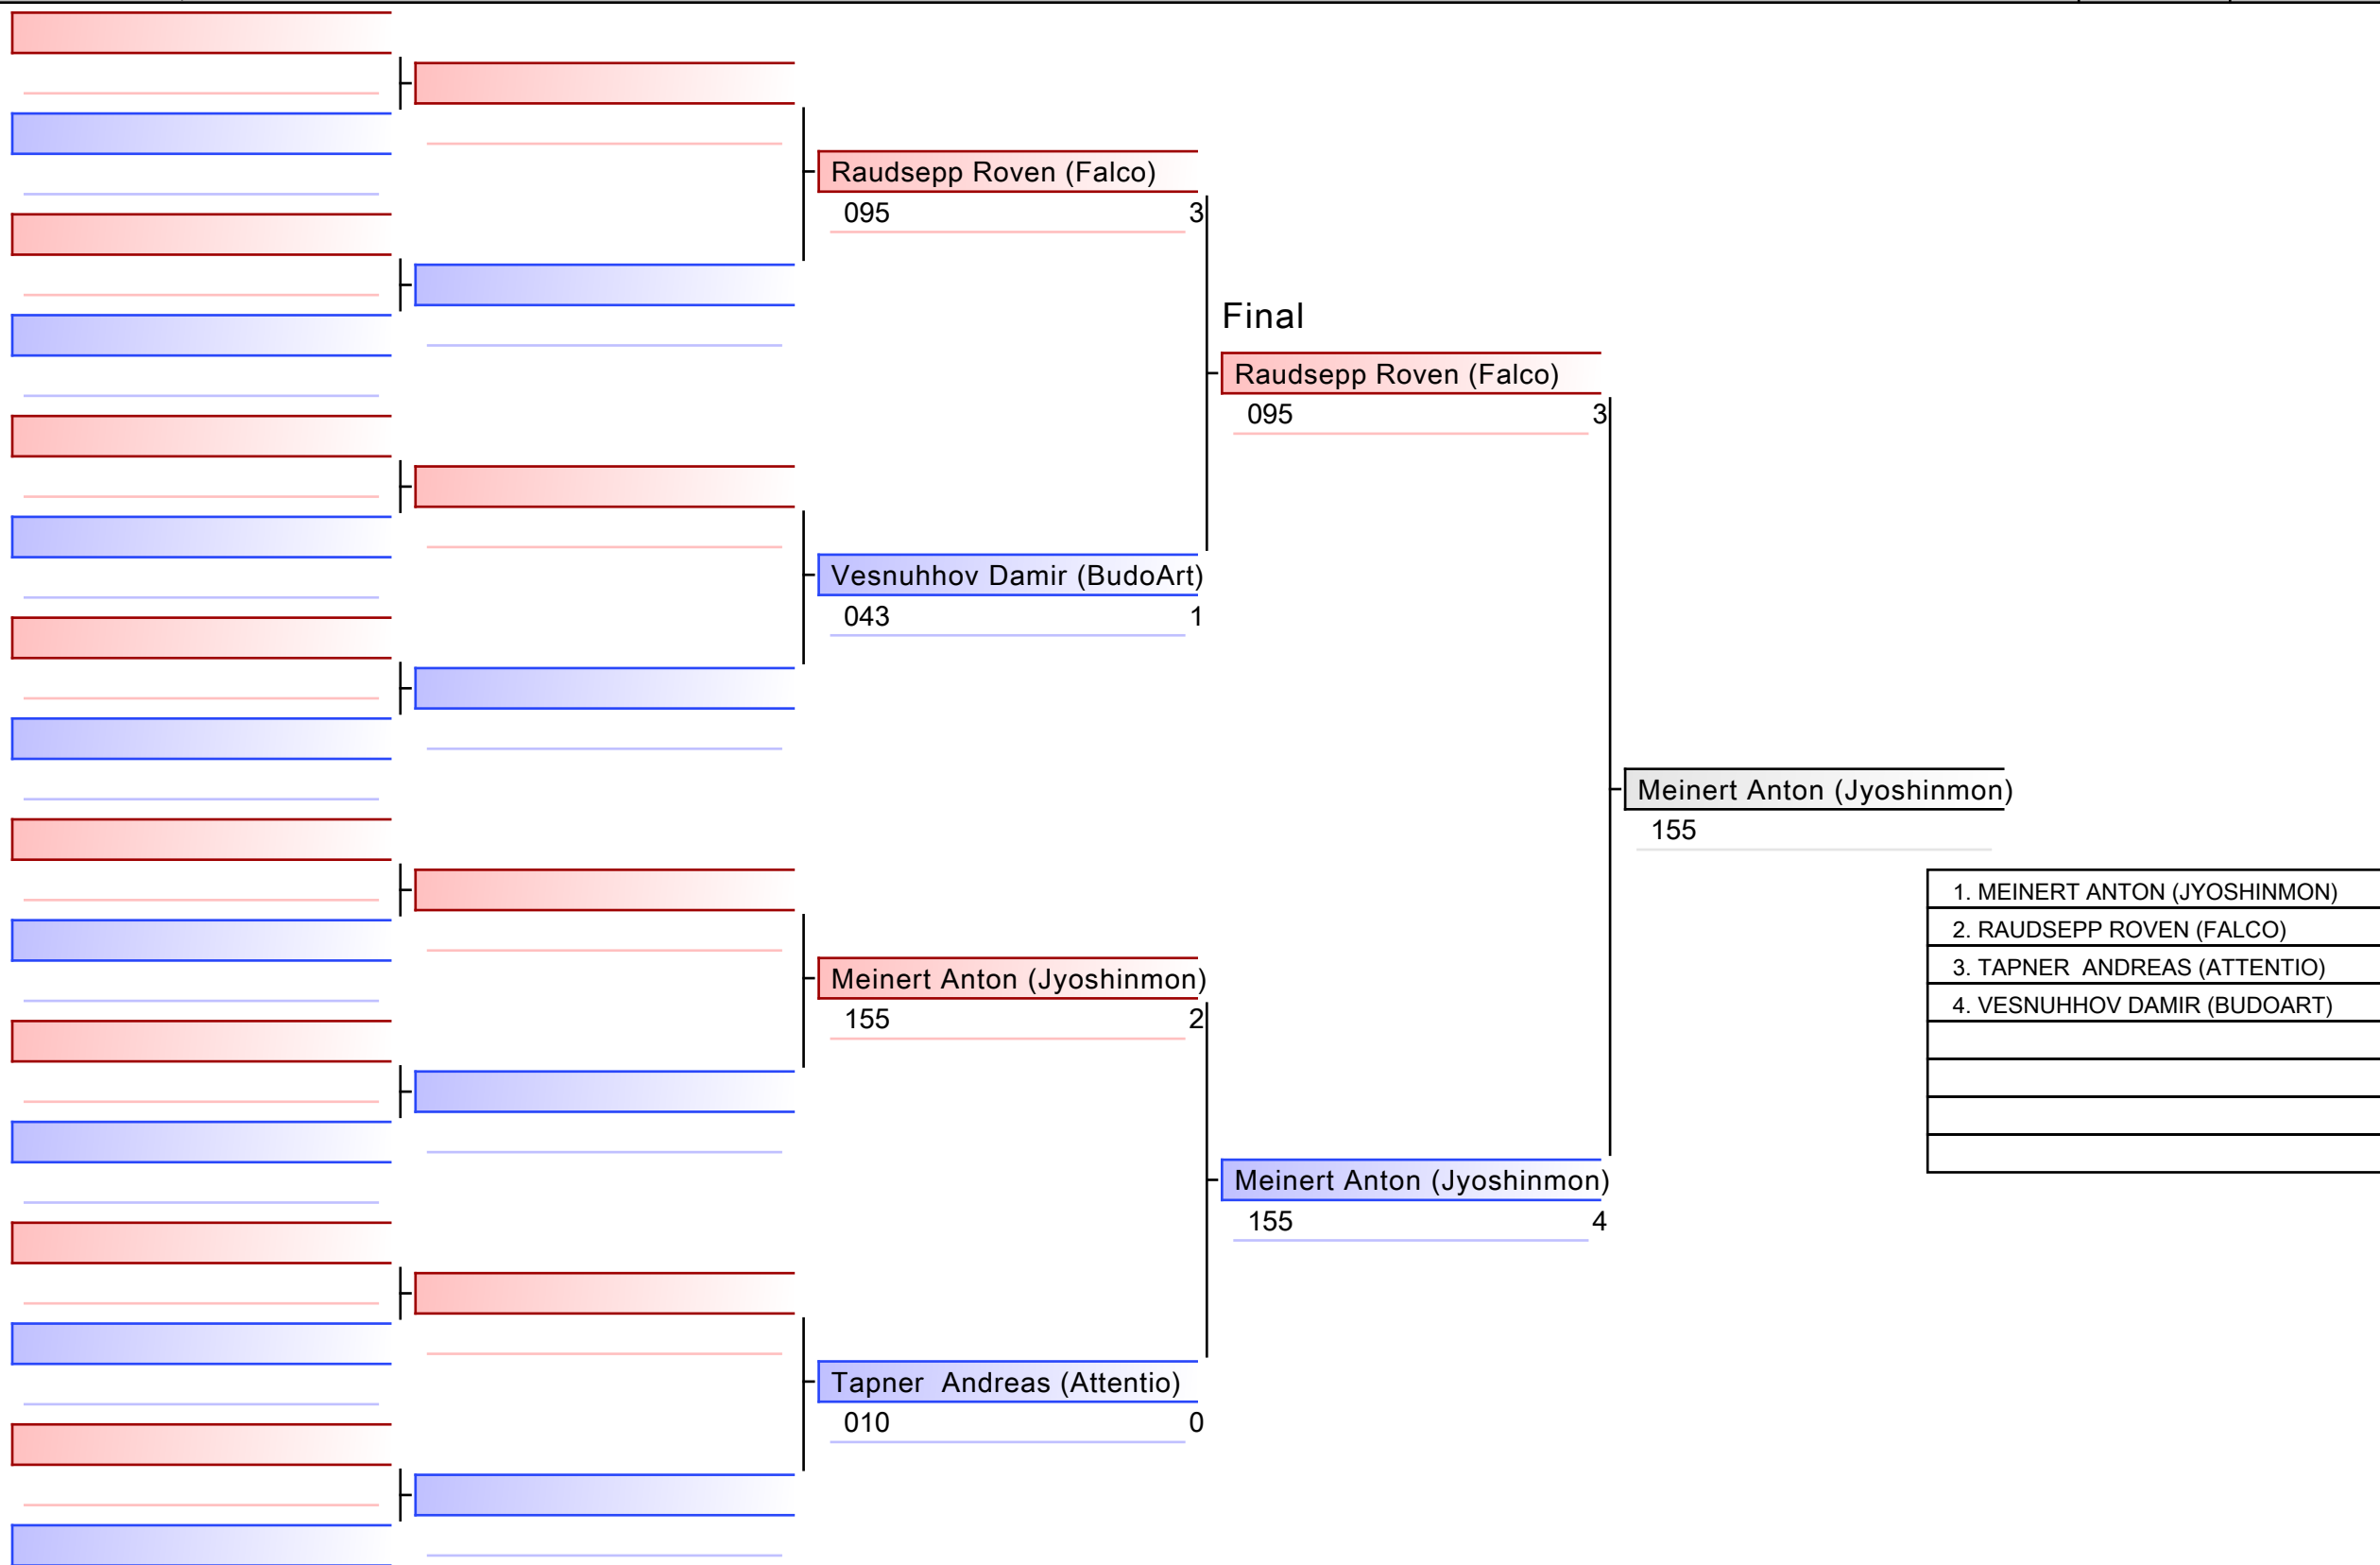 Raudsepp Roven (Falco)
095 3
Final
Raudsepp Roven (Falco)
095 3
Vesnuhhov Damir (BudoArt)
043 1
Meinert Anton (Jyoshinmon)
155
1. MEINERT ANTON (JYOSHINMON)
2. RAUDSEPP ROVEN (FALCO)
3. TAPNER  ANDREAS (ATTENTIO)
4. VESNUHHOV DAMIR (BUDOART)
Meinert Anton (Jyoshinmon)
155 2
Meinert Anton (Jyoshinmon)
155 4
Tapner  Andreas (Attentio)
010 0